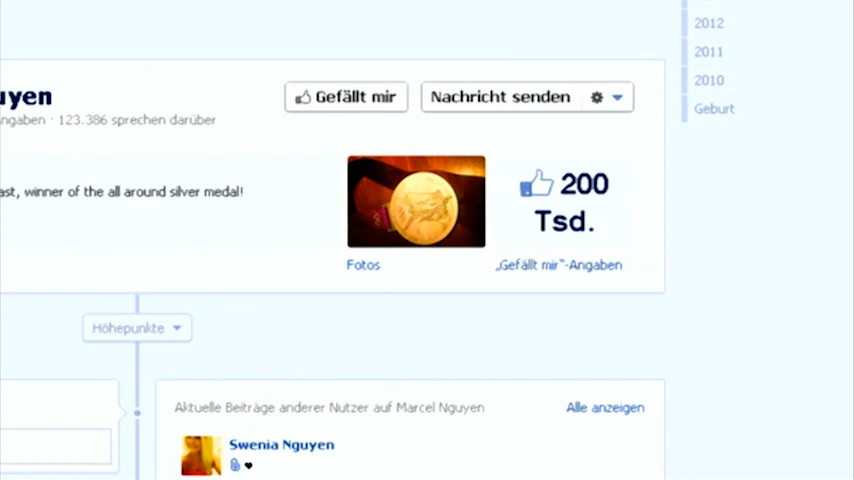 2012
2011
2010
Geburt
uyen
Gefällt mir
Nachricht senden
ngaben · 123.386 sprechen darüber
ast, winner of the all around silver medal!
200
Tsd.
Fotos
„Gefällt mir“-Angaben
Höhepunkte
Aktuelle Beiträge anderer Nutzer auf Marcel Nguyen
Alle anzeigen
Swenia Nguyen